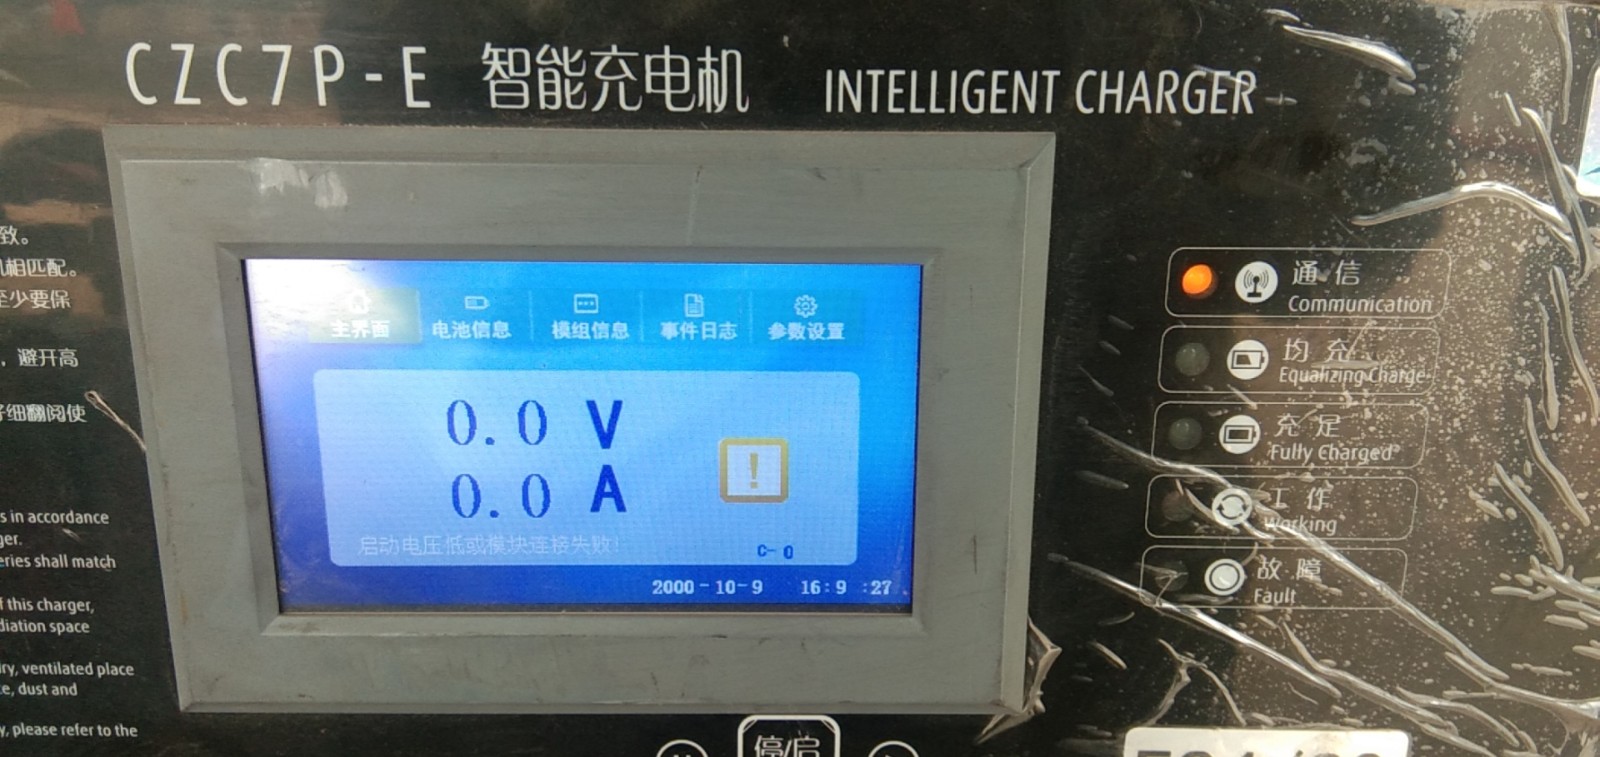 CZC7P-E 智能充电机 INTELLIGENT CHARGER
致。
机相匹配。
至少要保
，避开高
仔细翻阅使
s in accordance
ger.
eries shall match
f this charger,
diation space
ry, ventilated place
e, dust and
y, please refer to the
主界面 电池信息 模组信息 事件日志 参数设置
0.0 V
0.0 A
!
启动电压低或模块连接失败!
C-0
2000-10-9 16:9:27
通信
Communication
均充
Equalizing Charge
充足
Fully Charged
工作
Working
故障
Fault
停/启